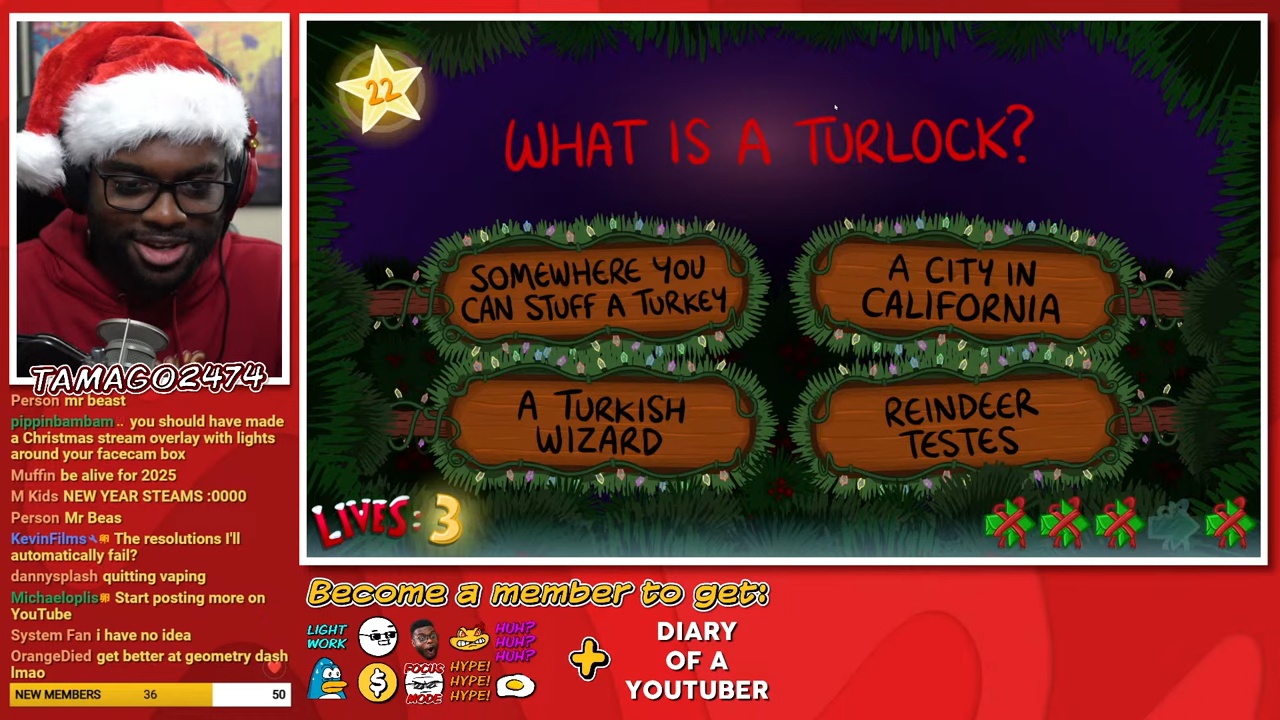 22
WHAT IS A TURLOCK?
SOMEWHERE YOU
CAN STUFF A TURKEY
A CITY IN
CALIFORNIA
A TURKISH
WIZARD
REINDEER
TESTES
LIVES: 3
TAMAGO2474
Person mr beast
pippinbambam.. you should have made
a Christmas stream overlay with lights
around your facecam box
Muffin be alive for 2025
M Kids NEW YEAR STEAMS :0000
Person Mr Beas
KevinFilms The resolutions I'll
automatically fail?
dannysplash quitting vaping
Michaeloplis Start posting more on
YouTube
System Fan i have no idea
OrangeDied get better at geometry dash
lmao
NEW MEMBERS 36 50
Become a member to get:
LIGHT
WORK
HUH?
HUH?
HUH?
$
FOCUS
MODE
HYPE!
HYPE!
HYPE!
DIARY
OF A
YOUTUBER